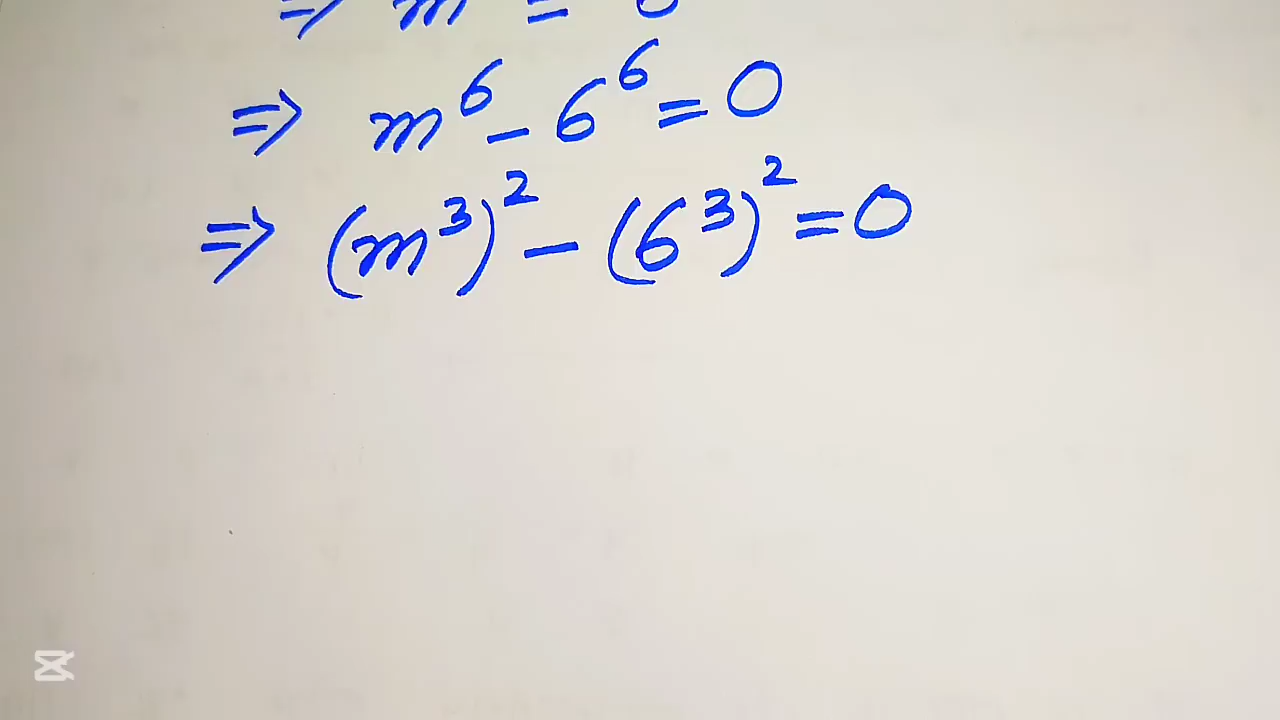 ⇒ m⁶ - 6⁶ = 0
⇒ (m³)² - (6³)² = 0